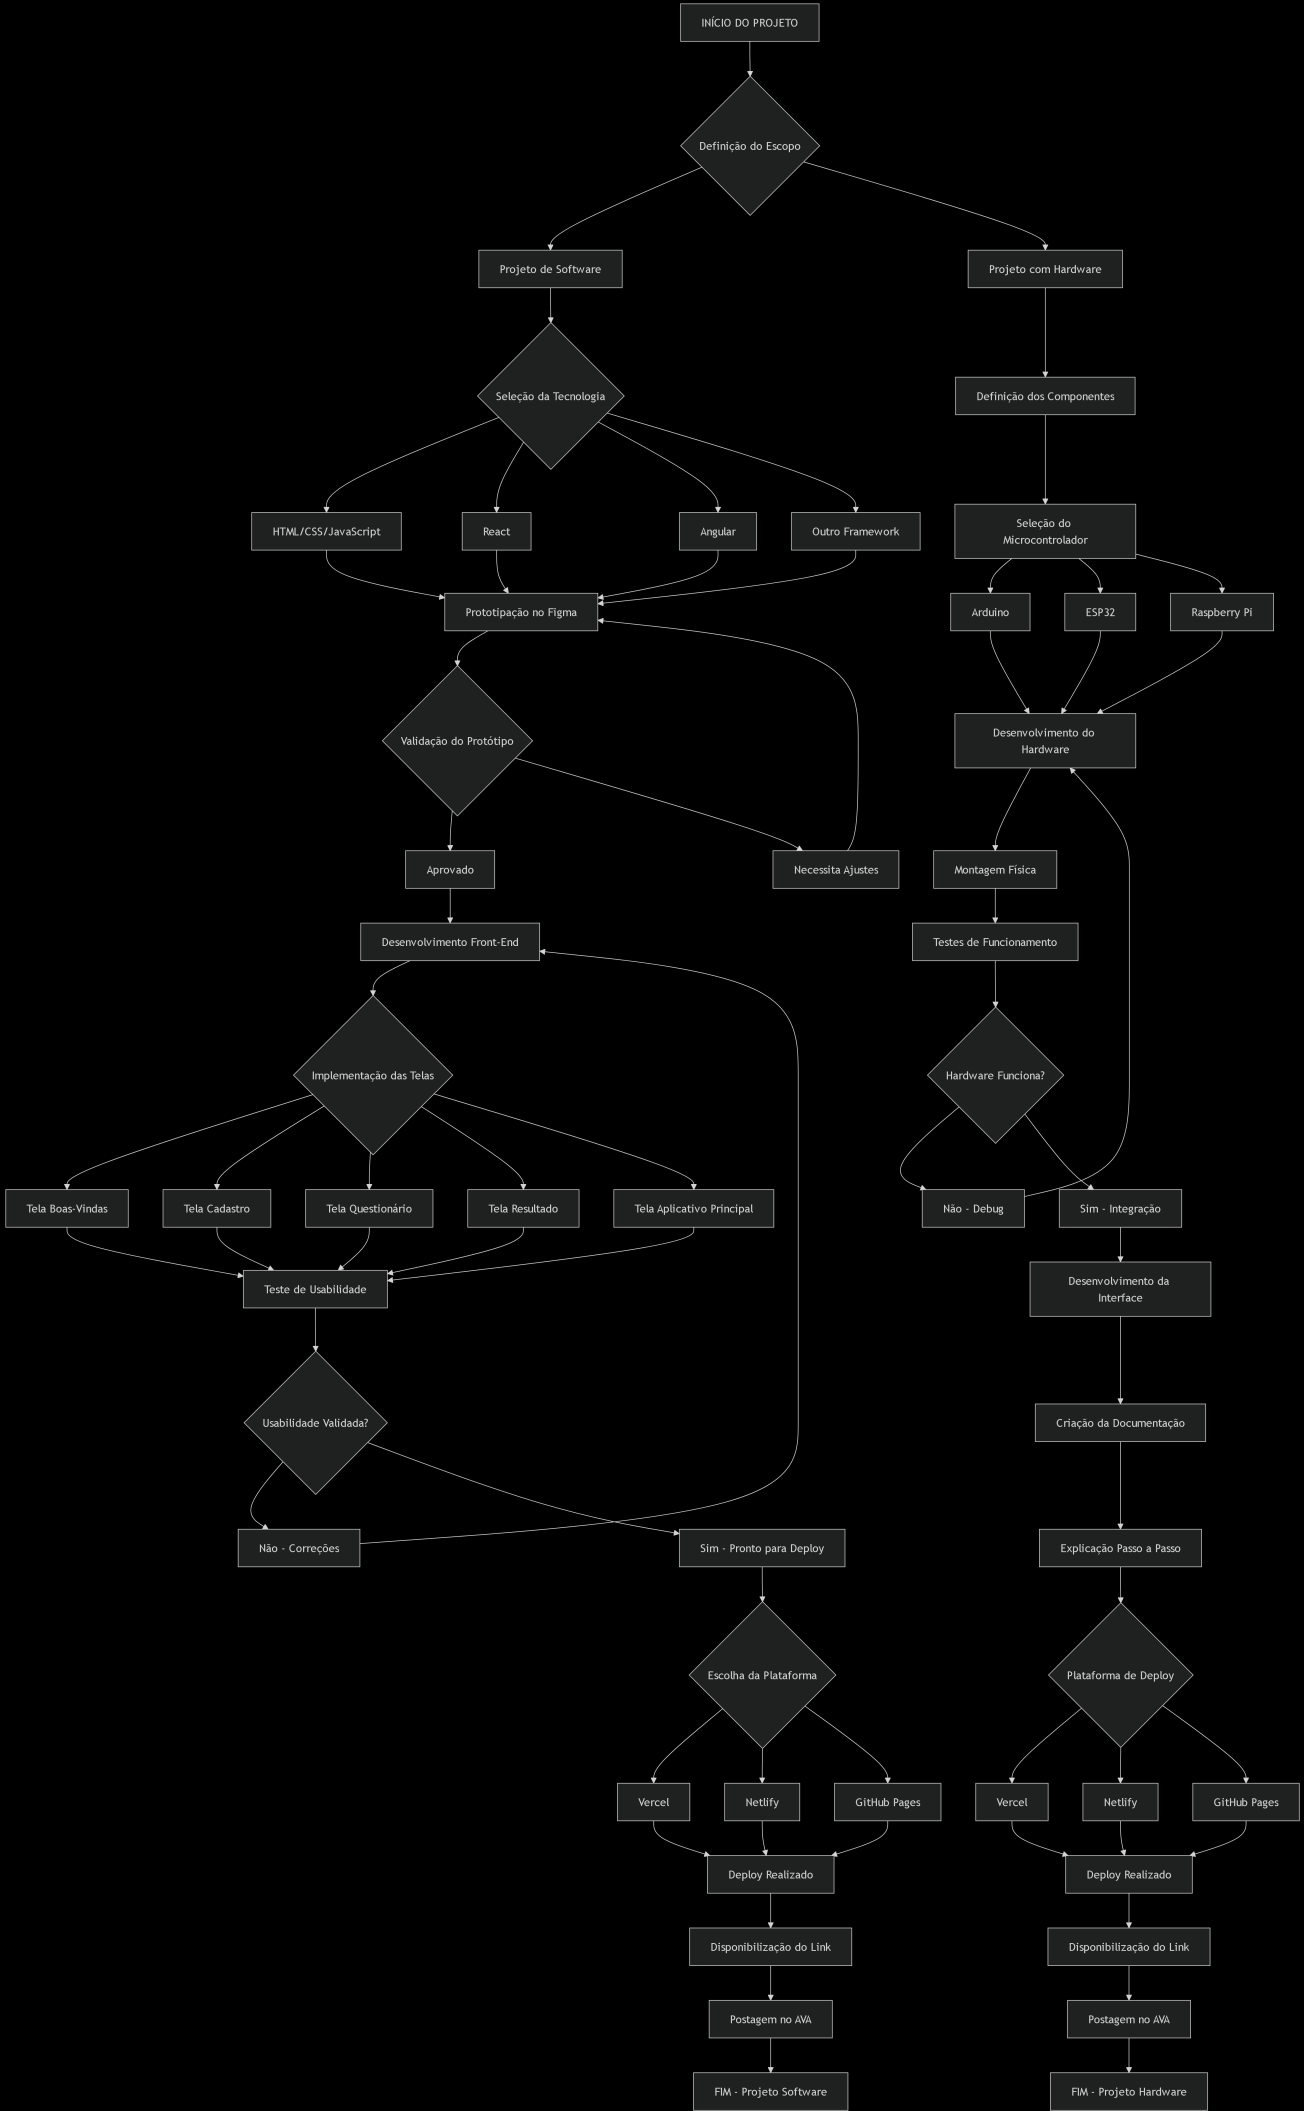 INÍCIO DO PROJETO
Definição do Escopo
Projeto de Software
Projeto com Hardware
Seleção da Tecnologia
Definição dos Componentes
HTML/CSS/JavaScript
React
Angular
Outro Framework
Seleção do
Microcontrolador
Prototipação no Figma
Arduino
ESP32
Raspberry Pi
Validação do Protótipo
Desenvolvimento do
Hardware
Aprovado
Necessita Ajustes
Montagem Física
Desenvolvimento Front-End
Testes de Funcionamento
Implementação das Telas
Hardware Funciona?
Tela Boas-Vindas
Tela Cadastro
Tela Questionário
Tela Resultado
Tela Aplicativo Principal
Não - Debug
Sim - Integração
Teste de Usabilidade
Desenvolvimento da
Interface
Usabilidade Validada?
Criação da Documentação
Não - Correções
Sim - Pronto para Deploy
Explicação Passo a Passo
Escolha da Plataforma
Plataforma de Deploy
Vercel
Netlify
GitHub Pages
Vercel
Netlify
GitHub Pages
Deploy Realizado
Deploy Realizado
Disponibilização do Link
Disponibilização do Link
Postagem no AVA
Postagem no AVA
FIM - Projeto Software
FIM - Projeto Hardware